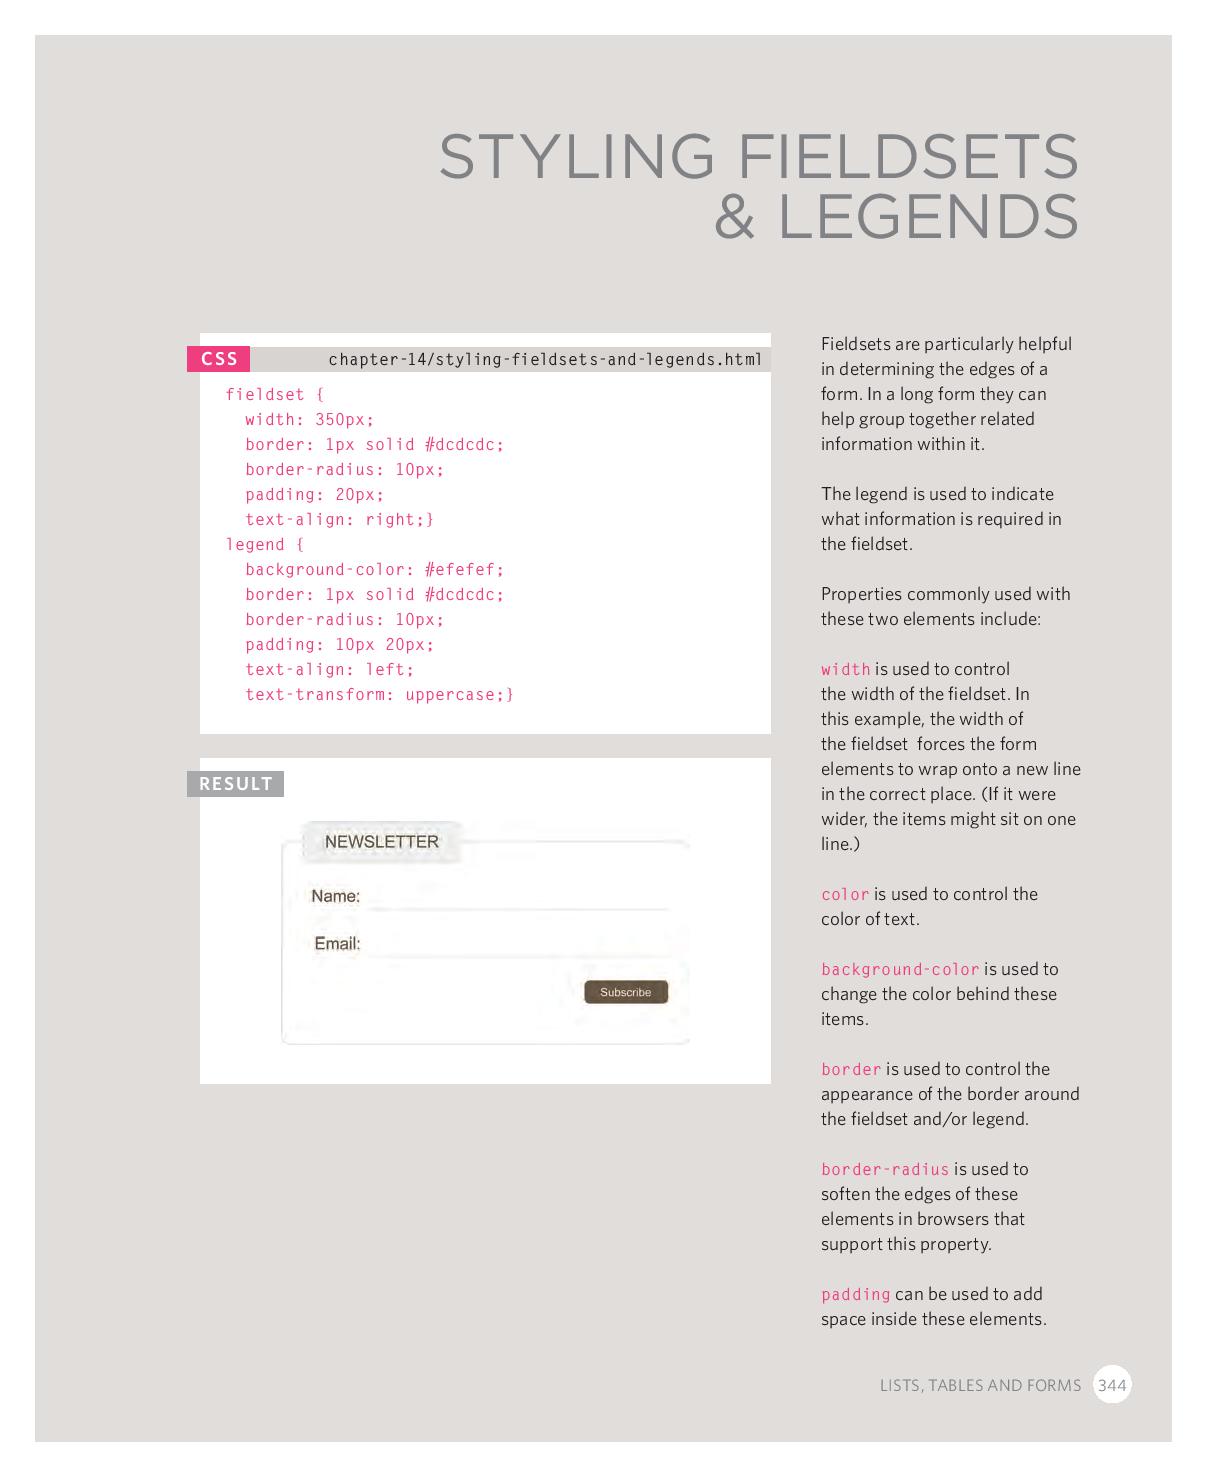 STYLING FIELDSETS
& LEGENDS
CSS
chapter-14/styling-fieldsets-and-legends.html
fieldset {
width: 350px;
border: 1px solid #dcdcdc;
border-radius: 10px;
padding: 20px;
text-align: right;}
legend {
background-color: #efefef;
border: 1px solid #dcdcdc;
border-radius: 10px;
padding: 10px 20px;
text-align: left;
text-transform: uppercase;}
RESULT
NEWSLETTER
Name:
Email:
Subscribe
Fieldsets are particularly helpful
in determining the edges of a
form. In a long form they can
help group together related
information within it.
The legend is used to indicate
what information is required in
the fieldset.
Properties commonly used with
these two elements include:
width is used to control
the width of the fieldset. In
this example, the width of
the fieldset forces the form
elements to wrap onto a new line
in the correct place. (If it were
wider, the items might sit on one
line.)
color is used to control the
color of text.
background-color is used to
change the color behind these
items.
border is used to control the
appearance of the border around
the fieldset and/or legend.
border-radius is used to
soften the edges of these
elements in browsers that
support this property.
padding can be used to add
space inside these elements.
LISTS, TABLES AND FORMS 344